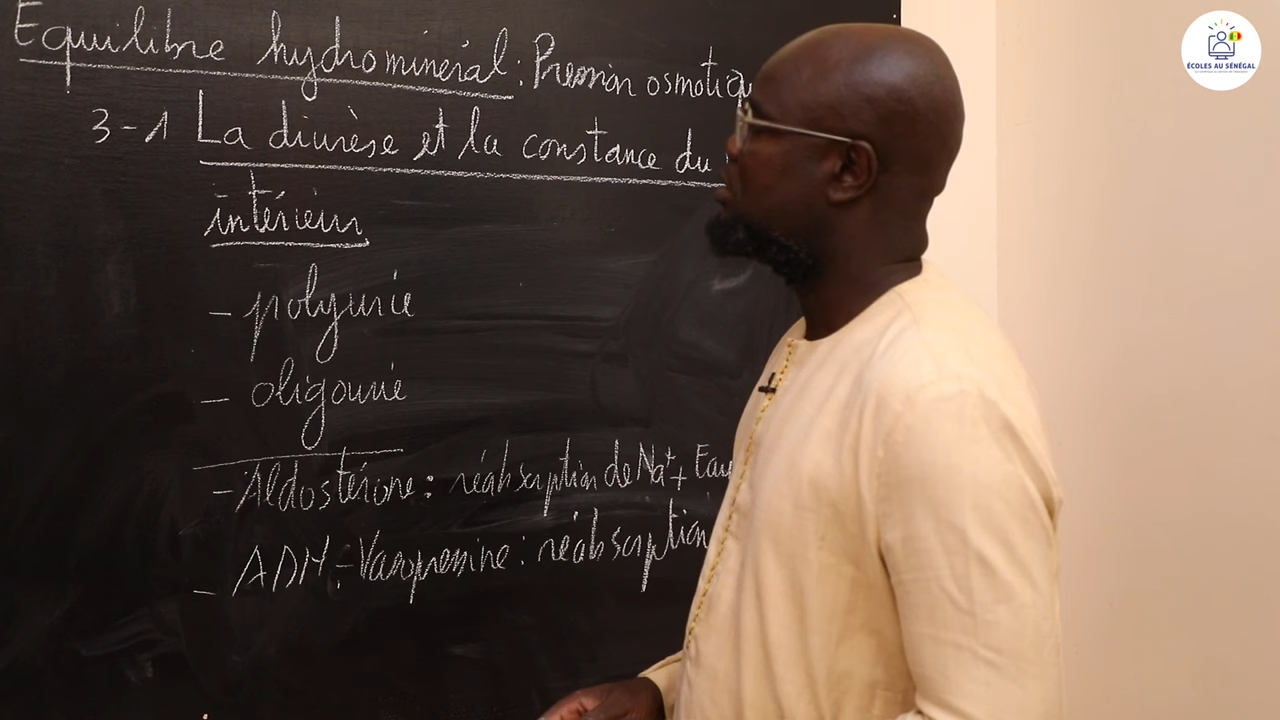 Equilibre hydrominéral : Pression osmotiq
3-1 La diurèse et la constance du
intérieur
- polyurie
- oligourie
- Aldostérone : réabsorption de Na⁺ + Eau
- ADH = Vasopressine : réabsorption
ÉCOLES AU SÉNÉGAL